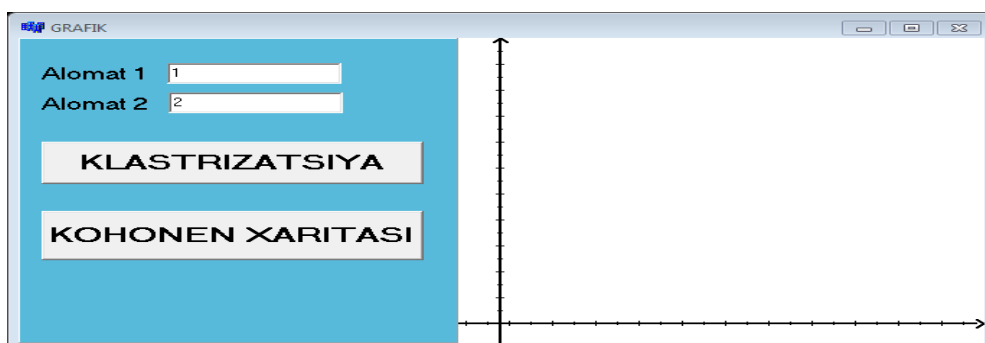 GRAFIK
Alomat 1 1
Alomat 2 2
KLASTRIZATSIYA
KOHONEN XARITASI